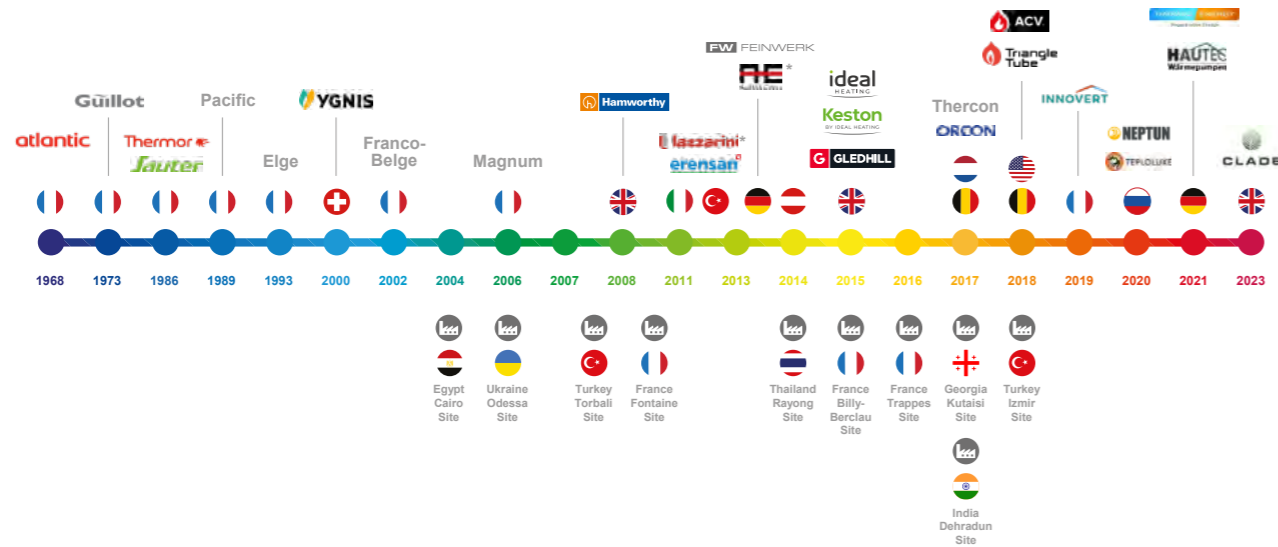 ACV
FW FEINWERK
Triangle
Tube
HAUTEC
Wärmepumpen
ideal
HEATING
Güillot
Pacific
YGNIS
Hamworthy
Keston
BY IDEAL HEATING
Thercon
INNOVERT
atlantic
Thermor
Sauter
Elge
Franco-
Belge
Magnum
lazzarini*
erensan
G GLEDHILL
ORCON
NEPTUN
TEPLOLUXE
CLADE
1968
1973
1986
1989
1993
2000
2002
2004
2006
2007
2008
2011
2013
2014
2015
2016
2017
2018
2019
2020
2021
2023
Egypt
Cairo
Site
Ukraine
Odessa
Site
Turkey
Torbali
Site
France
Fontaine
Site
Thailand
Rayong
Site
France
Billy-
Berclau
Site
France
Trappes
Site
Georgia
Kutaisi
Site
Turkey
Izmir
Site
India
Dehradun
Site